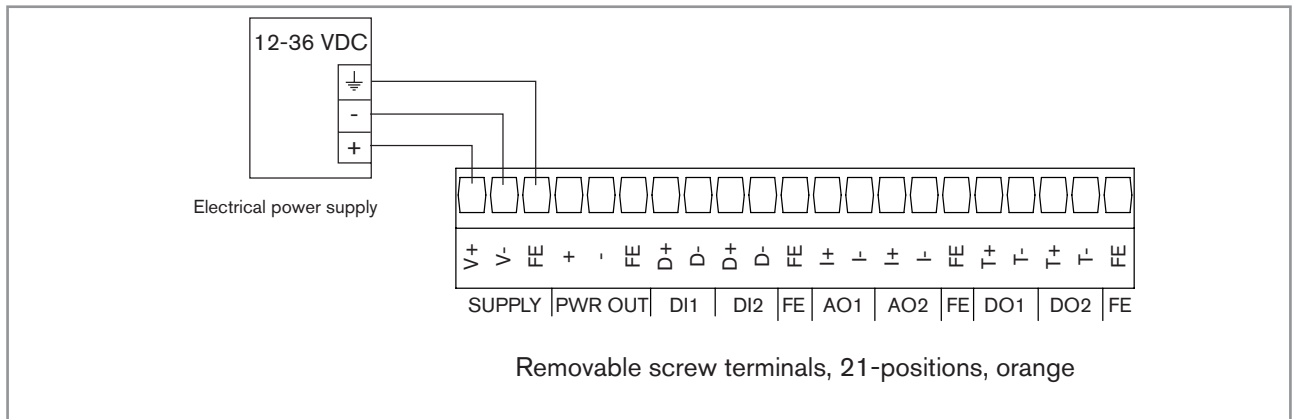 12-36 VDC
-
+
Electrical power supply
V+ V- FE + - FE D+ D- D+ D- FE I+ I- I+ I- FE T+ T- T+ T- FE
SUPPLY PWR OUT DI1 DI2 FE AO1 AO2 FE DO1 DO2 FE
Removable screw terminals, 21-positions, orange